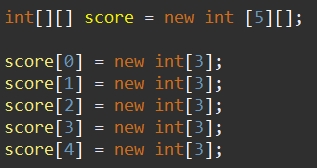 int[][] score = new int [5][];
score[0] = new int[3];
score[1] = new int[3];
score[2] = new int[3];
score[3] = new int[3];
score[4] = new int[3];